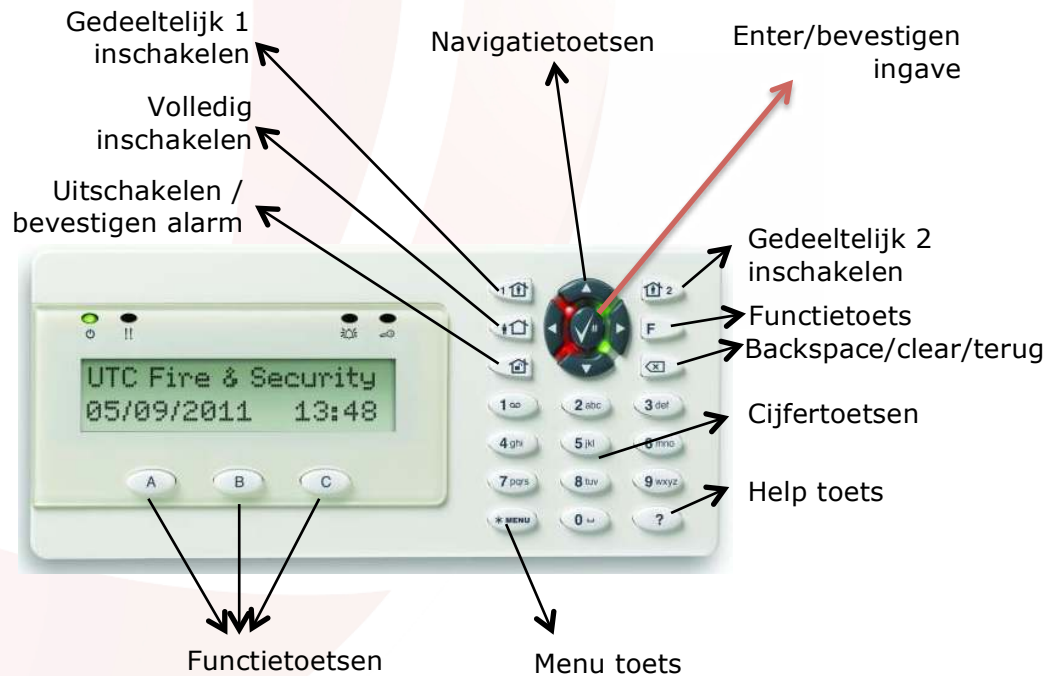 Gedeeltelijk 1
inschakelen
Navigatietoetsen
Enter/bevestigen
ingave
Volledig
inschakelen
Uitschakelen /
bevestigen alarm
Gedeeltelijk 2
inschakelen
Functietoets
Backspace/clear/terug
Cijfertoetsen
Help toets
Functietoetsen
Menu toets
!!
UTC Fire & Security
05/09/2011 13:48
A B C
1
2
F
1
2 abc
3 def
4 ghi
5 jkl
6 mno
7 pqrs
8 tuv
9 wxyz
* MENU
0
?